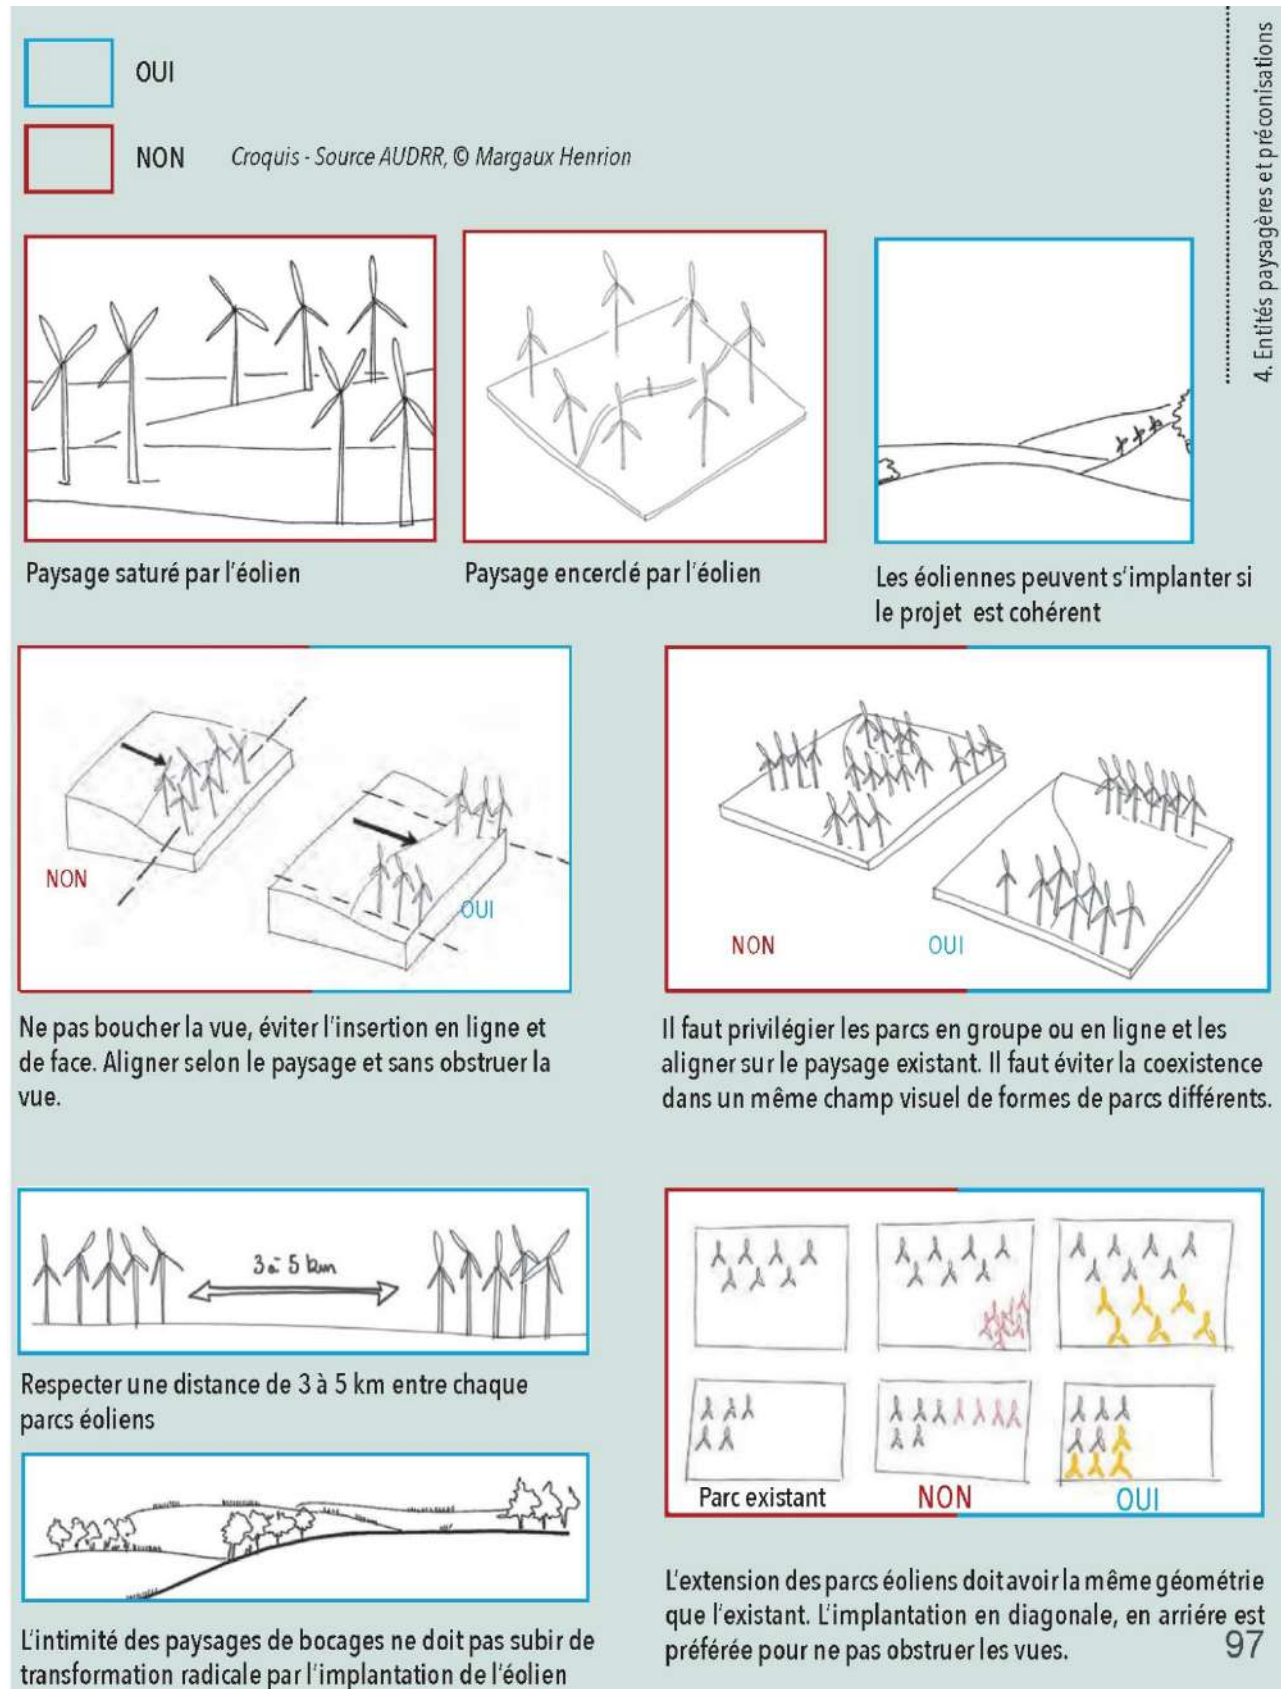 OUI
NON
Croquis - Source AUDRR, © Margaux Henrion
4. Entités paysagères et préconisations
Paysage saturé par l'éolien
Paysage encerclé par l'éolien
Les éoliennes peuvent s'implanter si
le projet est cohérent
NON
OUI
Ne pas boucher la vue, éviter l'insertion en ligne et
de face. Aligner selon le paysage et sans obstruer la
vue.
NON
OUI
Il faut privilégier les parcs en groupe ou en ligne et les
aligner sur le paysage existant. Il faut éviter la coexistence
dans un même champ visuel de formes de parcs différents.
3 à 5 km
Respecter une distance de 3 à 5 km entre chaque
parcs éoliens
L'intimité des paysages de bocages ne doit pas subir de
transformation radicale par l'implantation de l'éolien
Parc existant
NON
OUI
L'extension des parcs éoliens doit avoir la même géométrie
que l'existant. L'implantation en diagonale, en arriére est
préférée pour ne pas obstruer les vues.
97